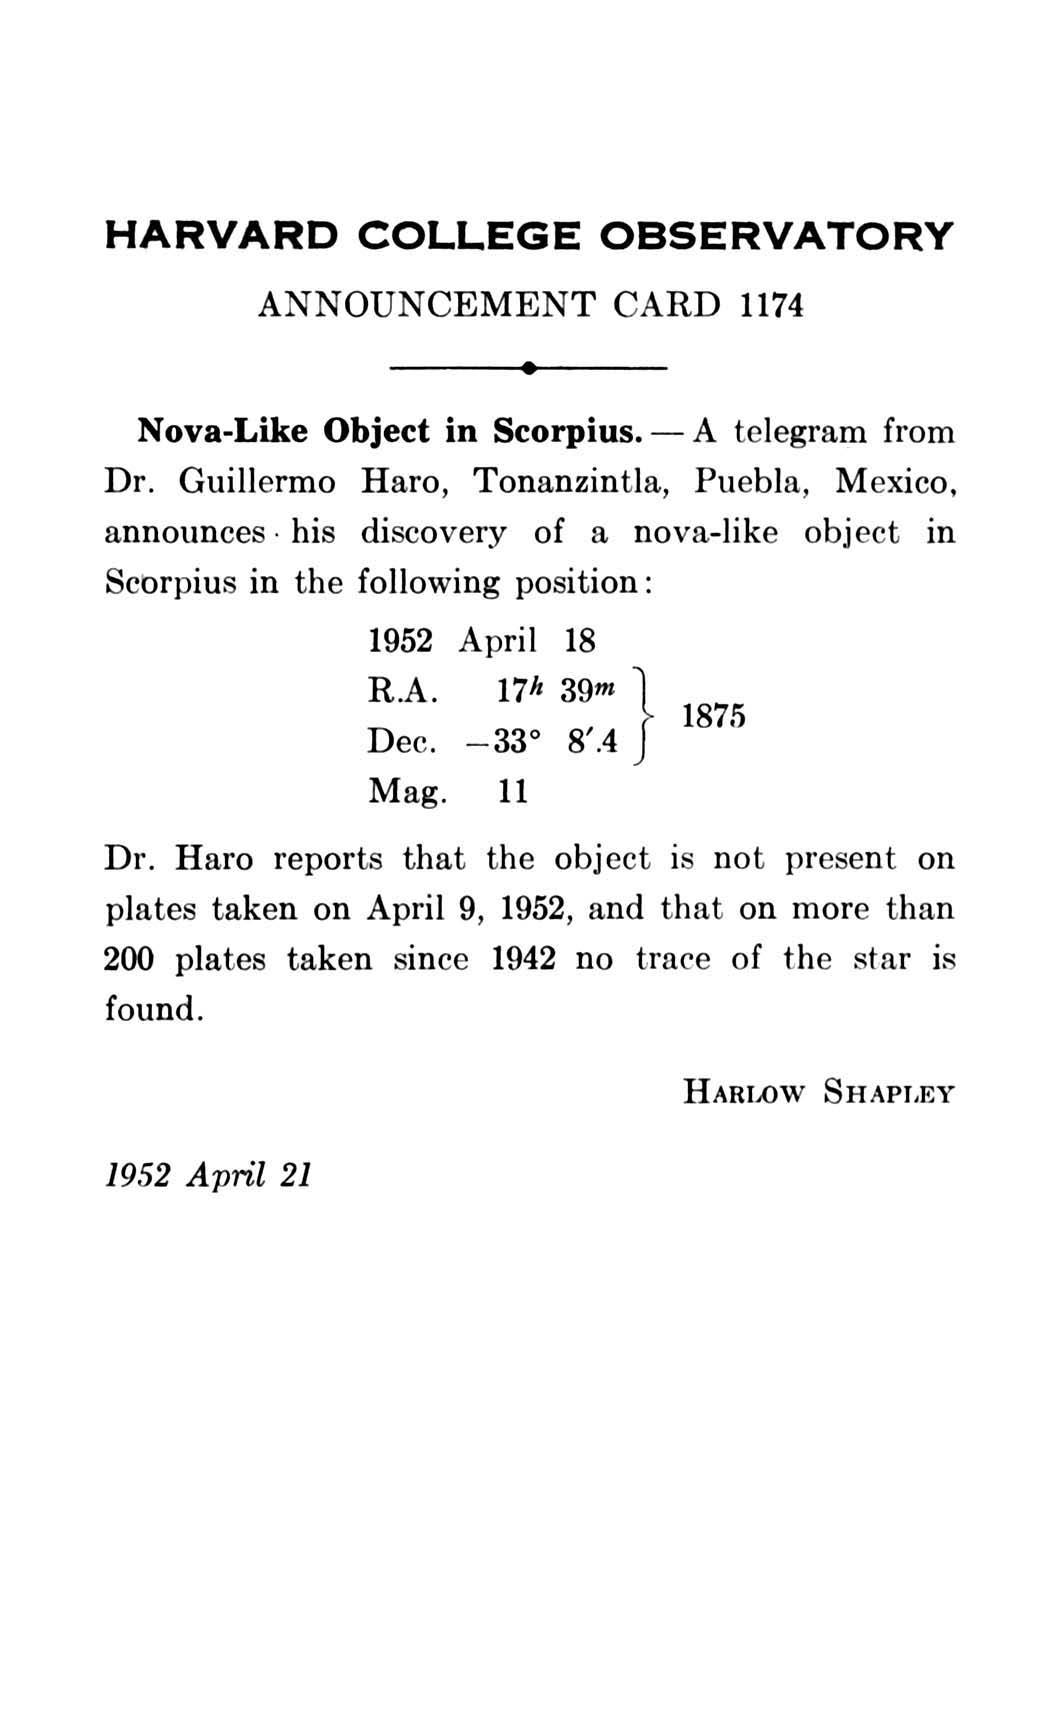 HARVARD COLLEGE OBSERVATORY
ANNOUNCEMENT CARD 1174
Nova-Like Object in Scorpius. — A telegram from
Dr. Guillermo Haro, Tonanzintla, Puebla, Mexico,
announces his discovery of a nova-like object in
Scorpius in the following position:
1952 April 18
R.A. 17h 39m
1875
Dec. −33° 8′.4
Mag. 11
Dr. Haro reports that the object is not present on
plates taken on April 9, 1952, and that on more than
200 plates taken since 1942 no trace of the star is
found.
HARLOW SHAPLEY
1952 April 21